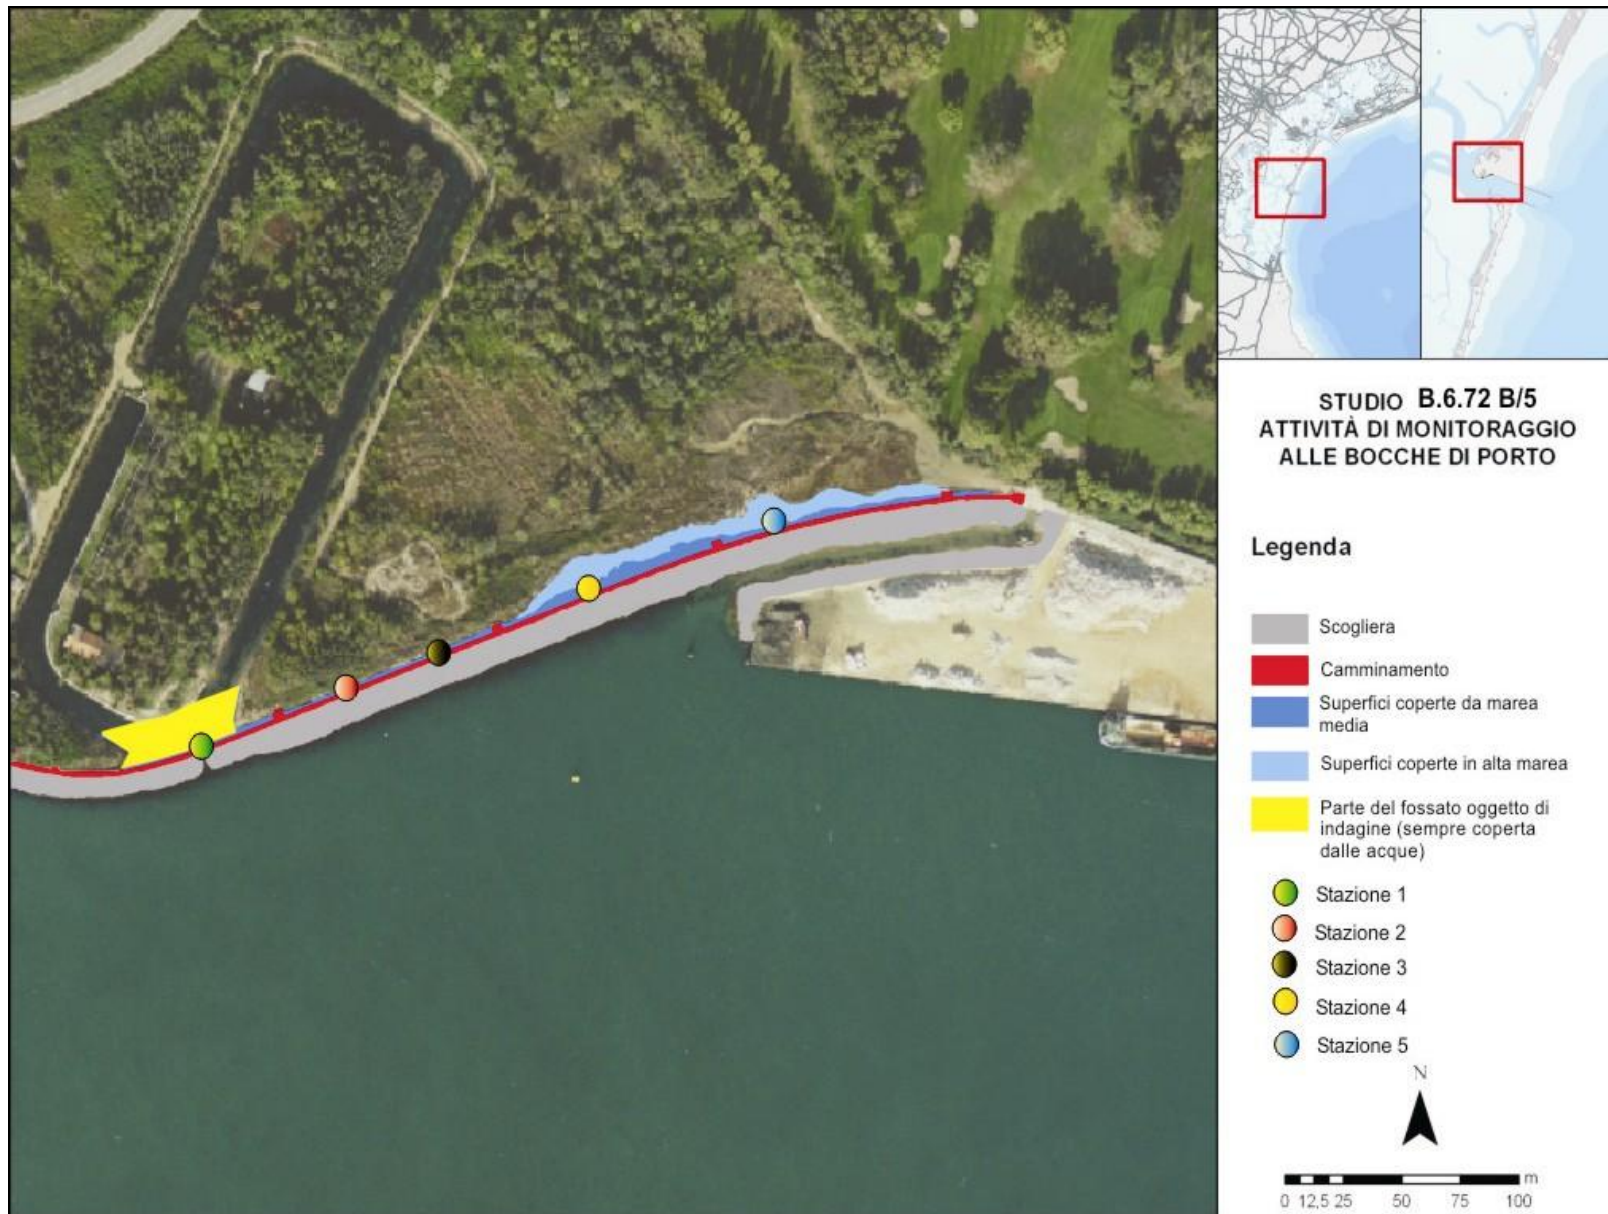 STUDIO B.6.72 B/5
ATTIVITÀ DI MONITORAGGIO
ALLE BOCCHE DI PORTO
Legenda
Scogliera
Camminamento
Superfici coperte da marea
media
Superfici coperte in alta marea
Parte del fossato oggetto di
indagine (sempre coperta
dalle acque)
Stazione 1
Stazione 2
Stazione 3
Stazione 4
Stazione 5
N
m
0 12,5 25 50 75 100